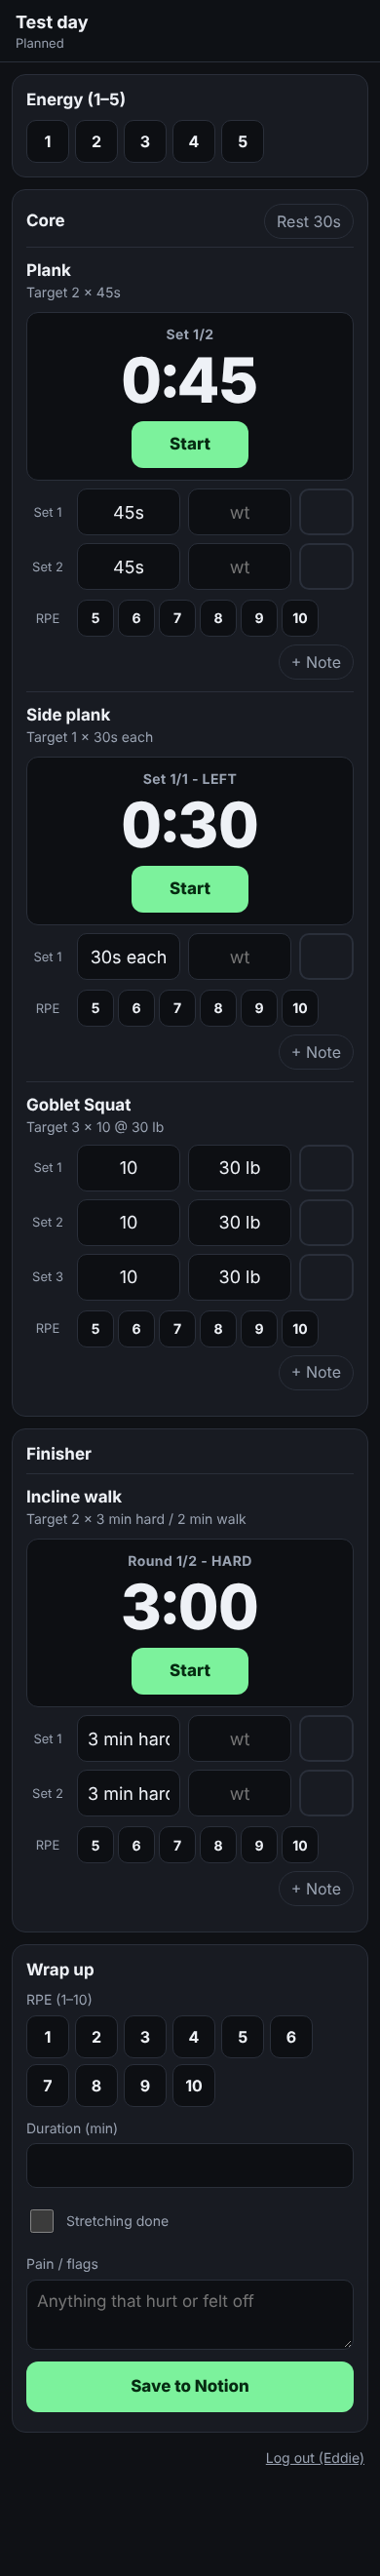 Test day
Planned
Energy (1–5)
1 2 3 4 5
Core Rest 30s
Plank
Target 2 × 45s
Set 1/2
0:45
Start
Set 1 45s wt
Set 2 45s wt
RPE 5 6 7 8 9 10
+ Note
Side plank
Target 1 × 30s each
Set 1/1 - LEFT
0:30
Start
Set 1 30s each wt
RPE 5 6 7 8 9 10
+ Note
Goblet Squat
Target 3 × 10 @ 30 lb
Set 1 10 30 lb
Set 2 10 30 lb
Set 3 10 30 lb
RPE 5 6 7 8 9 10
+ Note
Finisher
Incline walk
Target 2 × 3 min hard / 2 min walk
Round 1/2 - HARD
3:00
Start
Set 1 3 min hard wt
Set 2 3 min hard wt
RPE 5 6 7 8 9 10
+ Note
Wrap up
RPE (1–10)
1 2 3 4 5 6
7 8 9 10
Duration (min)
Stretching done
Pain / flags
Anything that hurt or felt off
Save to Notion
Log out (Eddie)